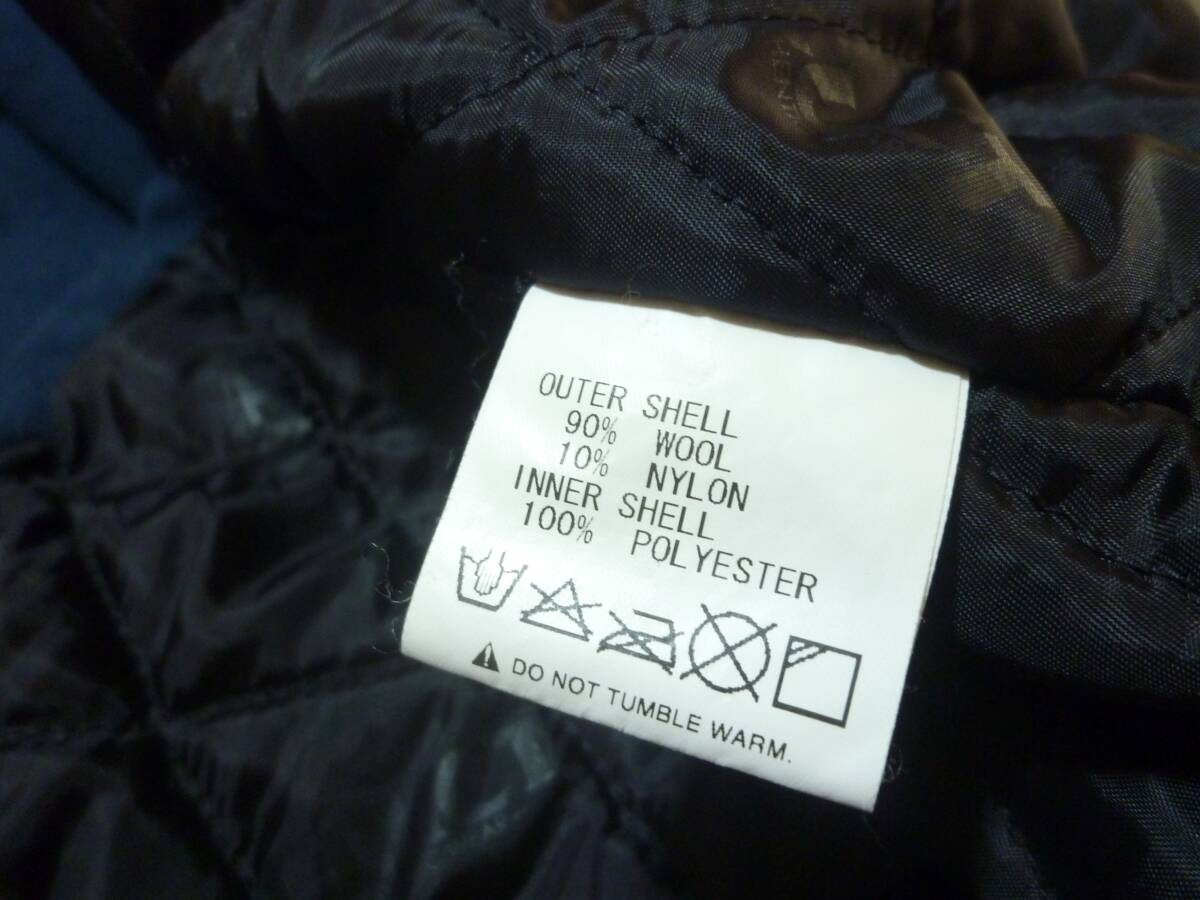 OUTER SHELL
90% WOOL
10% NYLON
INNER SHELL
100% POLYESTER
DO NOT TUMBLE WARM.